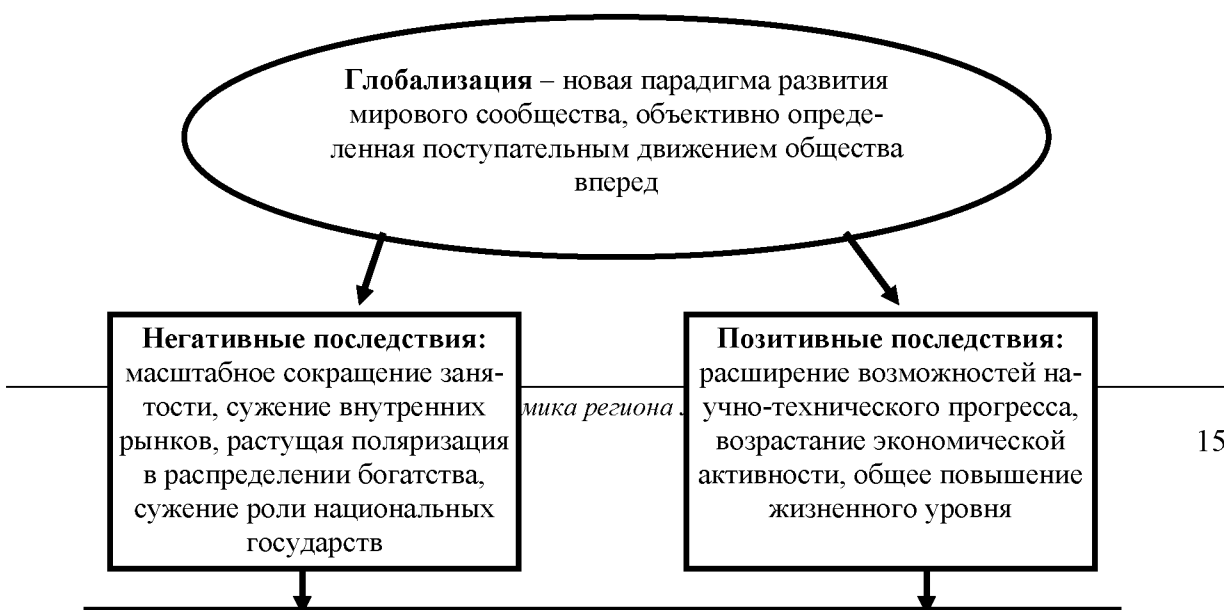 Глобализация – новая парадигма развития
мирового сообщества, объективно опреде-
ленная поступательным движением общества
вперед
Негативные последствия:
масштабное сокращение заня-
тости, сужение внутренних
рынков, растущая поляризация
в распределении богатства,
сужение роли национальных
государств
Позитивные последствия:
расширение возможностей на-
учно-технического прогресса,
возрастание экономической
активности, общее повышение
жизненного уровня
региона
15